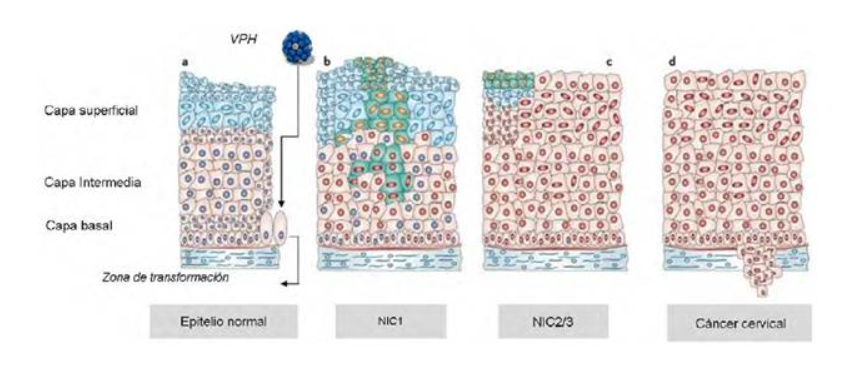 VPH
a
b
c
d
Capa superficial
Capa Intermedia
Capa basal
Zona de transformación
Epitelio normal
NIC1
NIC2/3
Cáncer cervical